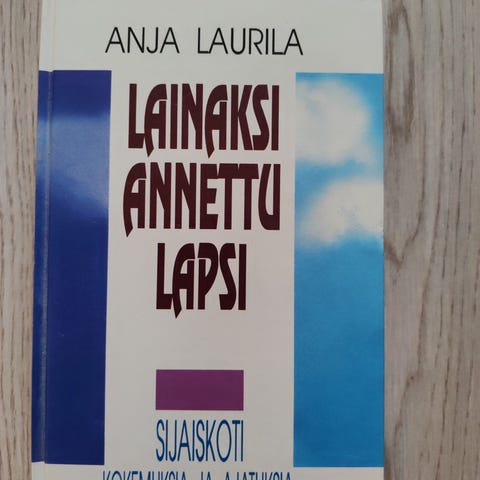 ANJA LAURILA
LAINAKSI
ANNETTU
LAPSI
SIJAISKOTI
KOKEMUKSIA JA AJATUKSIA